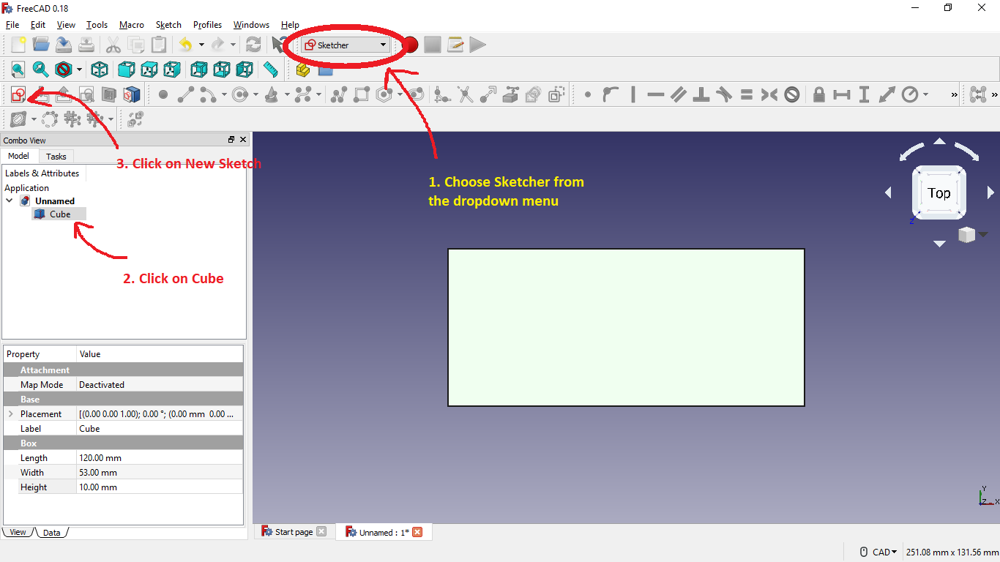 FreeCAD 0.18
File Edit View Tools Macro Sketch Profiles Windows Help
Sketcher
Combo View
Model Tasks
3. Click on New Sketch
Labels & Attributes
Application
Unnamed
Cube
1. Choose Sketcher from
the dropdown menu
Top
Z
2. Click on Cube
Property Value
Attachment
Map Mode Deactivated
Base
Placement [(0.00 0.00 1.00); 0.00 °; (0.00 mm 0.00 ...
Label Cube
Box
Length 120.00 mm
Width 53.00 mm
Height 10.00 mm
Y
Z X
View Data
Start page Unnamed : 1*
CAD 251.08 mm x 131.56 mm